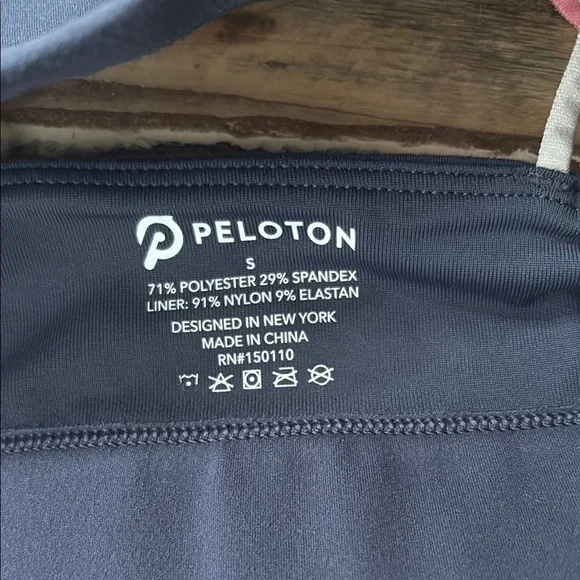 PELOTON
S
71% POLYESTER 29% SPANDEX
LINER: 91% NYLON 9% ELASTAN
DESIGNED IN NEW YORK
MADE IN CHINA
RN#150110